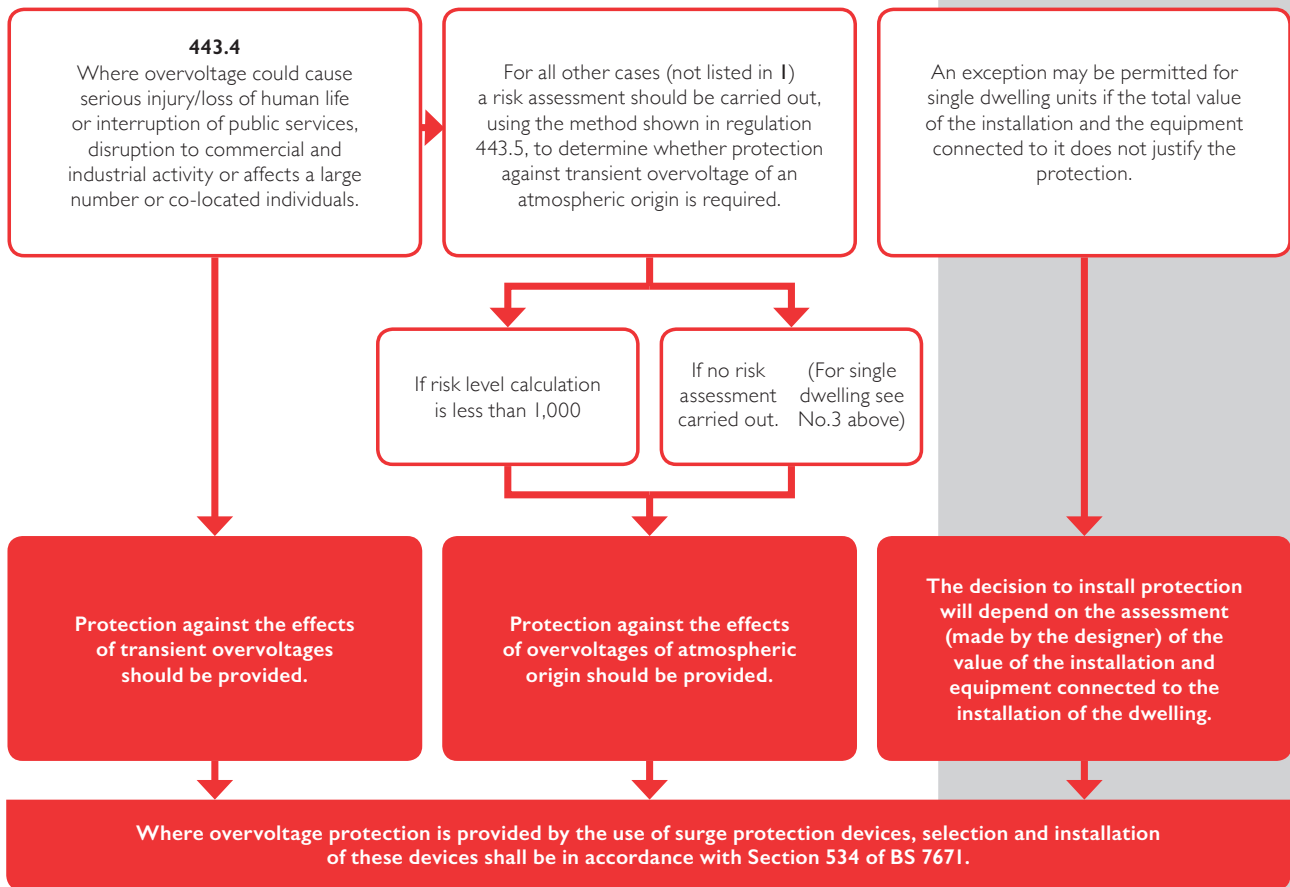 443.4
Where overvoltage could cause
serious injury/loss of human life
or interruption of public services,
disruption to commercial and
industrial activity or affects a large
number or co-located individuals.
For all other cases (not listed in 1)
a risk assessment should be carried out,
using the method shown in regulation
443.5, to determine whether protection
against transient overvoltage of an
atmospheric origin is required.
An exception may be permitted for
single dwelling units if the total value
of the installation and the equipment
connected to it does not justify the
protection.
If risk level calculation
is less than 1,000
If no risk
assessment
carried out.
(For single
dwelling see
No.3 above)
Protection against the effects
of transient overvoltages
should be provided.
Protection against the effects
of overvoltages of atmospheric
origin should be provided.
The decision to install protection
will depend on the assessment
(made by the designer) of the
value of the installation and
equipment connected to the
installation of the dwelling.
Where overvoltage protection is provided by the use of surge protection devices, selection and installation
of these devices shall be in accordance with Section 534 of BS 7671.